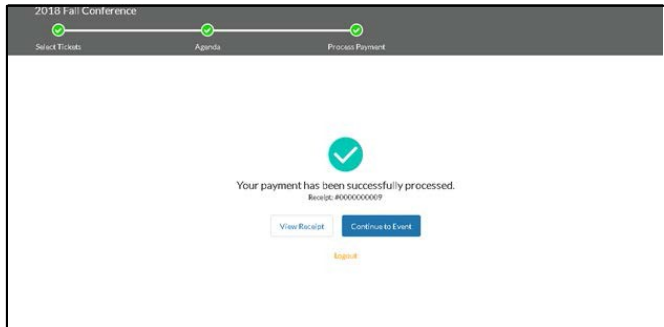 2018 Fall Conference
Select Tickets Agenda Process Payment
Your payment has been successfully processed.
Receipt: #0000000009
View Receipt Continue to Event
Logout